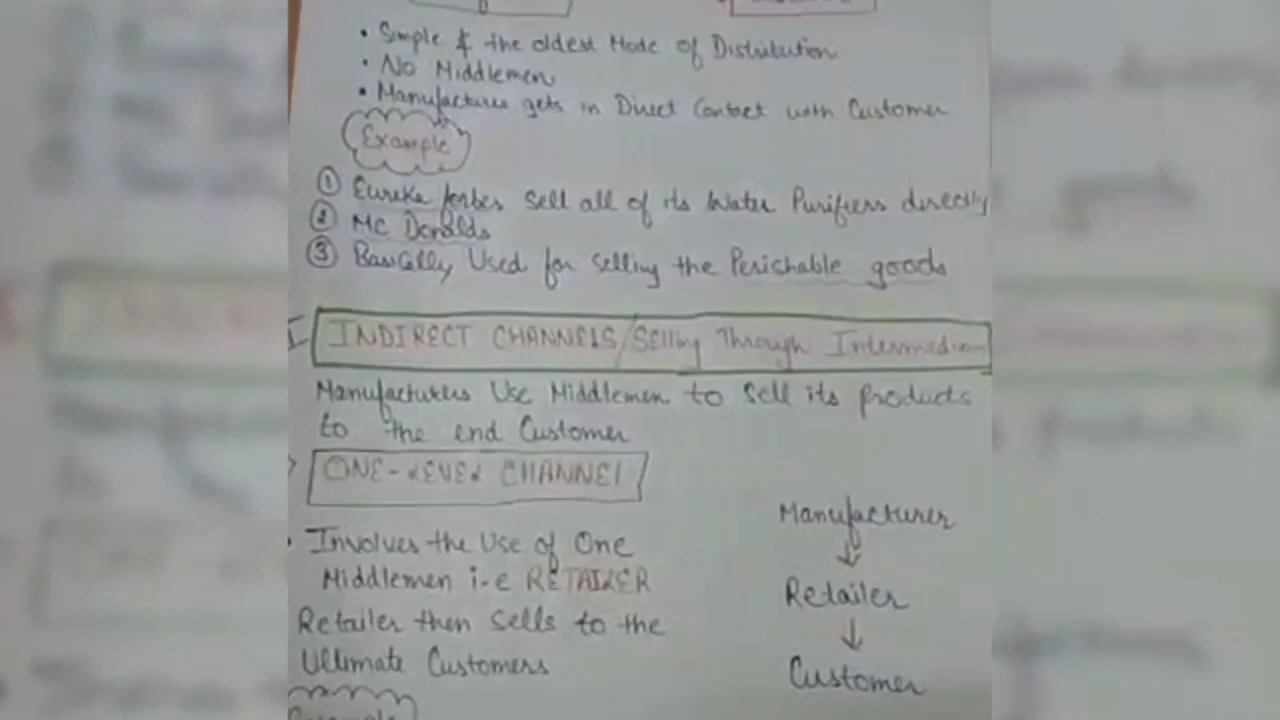 • Simple & the oldest Mode of Distribution
• No Middlemen
• Manufactures gets in Direct Contact with Customer
Example
① Eureka forbes Sell all of its Water Purifiers directly
② Mc Donalds
③ Basically Used for selling the Perishable goods
INDIRECT CHANNELS/Selling Through
Manufacturers Use Middlemen to Sell its products
to the end Customer
ONE-LEVEL CHANNEL
• Involves the Use of One
Middlemen i-e RETAILER
Retailer then Sells to the
Ultimate Customers
Manufacturer
↓
Retailer
↓
Customer
Example